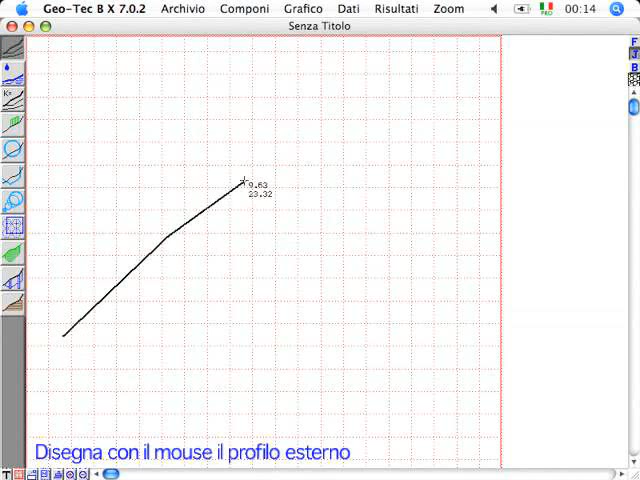 Geo-Tec B X 7.0.2 Archivio Componi Grafico Dati Risultati Zoom PRO 00:14
Senza Titolo
F
J
B
K=
9.63
23.32
Disegna con il mouse il profilo esterno
T